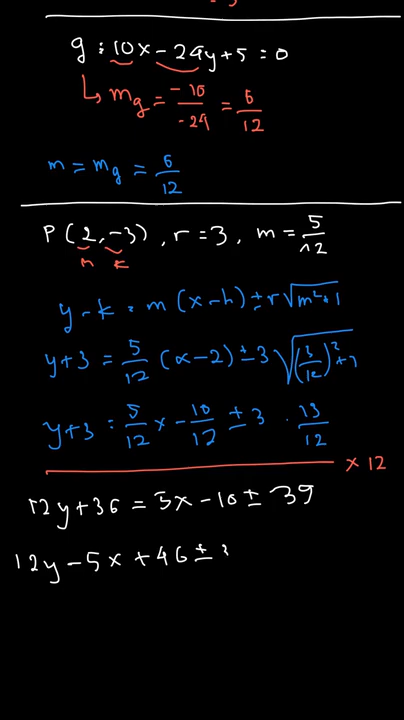 g : 10x - 24y + 5 = 0
↳ m_g = -10/-24 = 5/12
m = m_g = 5/12
P (2, -3), r = 3, m = 5/12
h k
y - k = m (x - h) ± r√(m² + 1)
y + 3 = 5/12 (x - 2) ± 3 √((5/12)² + 1)
y + 3 = 5/12 x - 10/12 ± 3 · 13/12
× 12
12y + 36 = 5x - 10 ± 39
12y - 5x + 46 ±